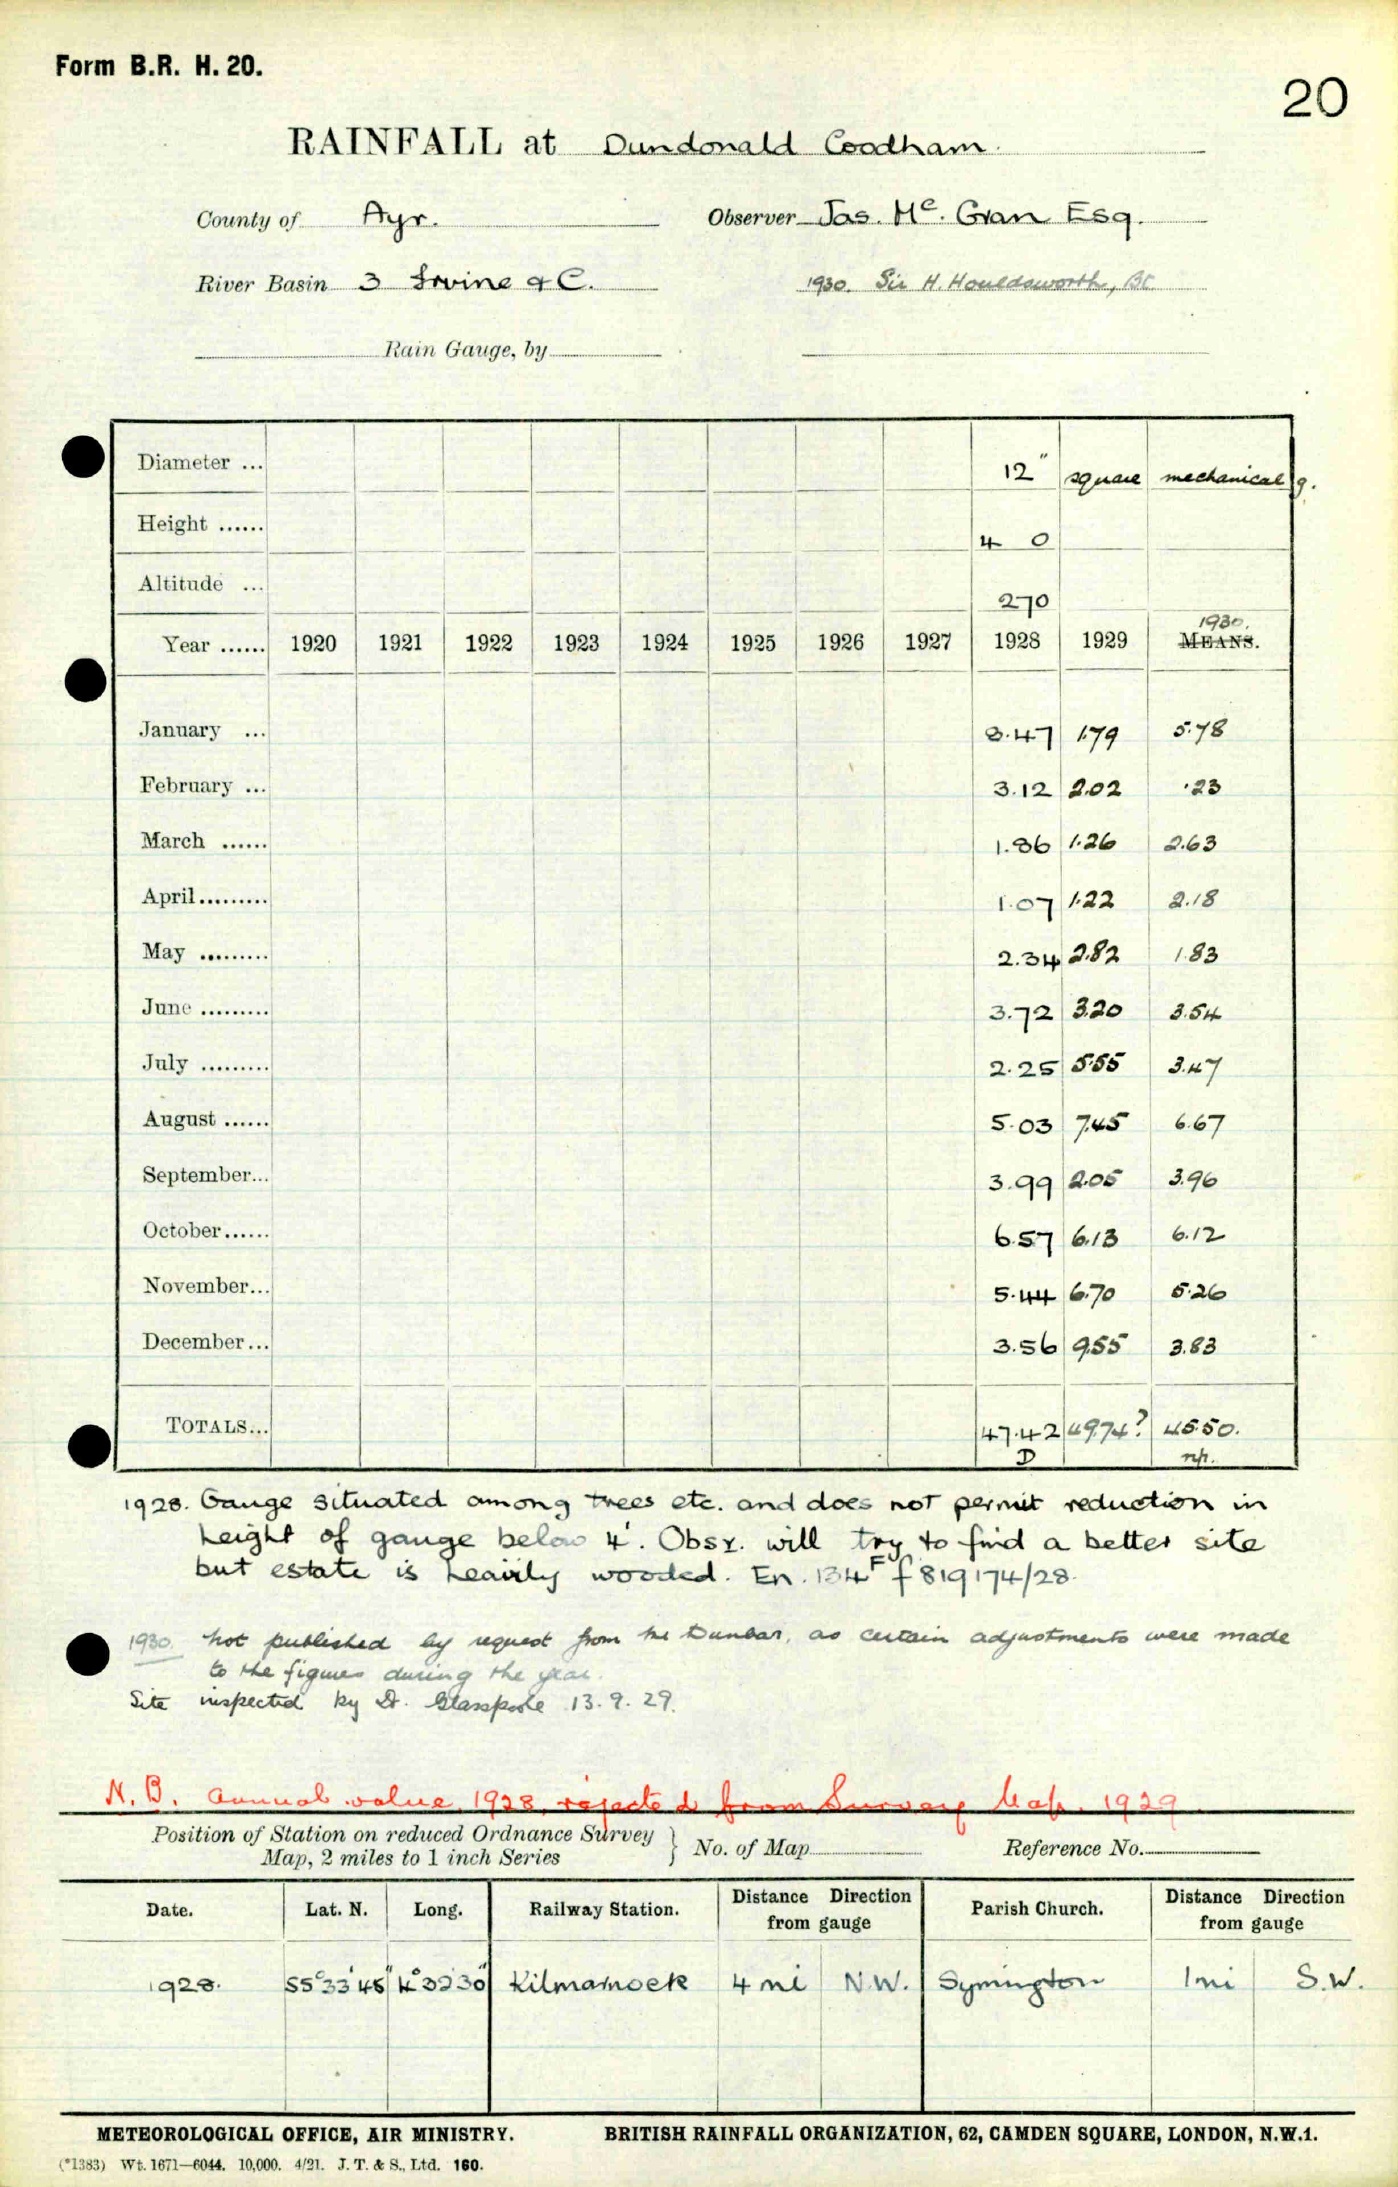 Form B.R. H. 20.
20
RAINFALL at Dundonald Coodham.
County of Ayr. Observer Jas. Mc. Gran Esq.
River Basin 3 Irvine & C. 1930. Sir H. Houldsworth, Bt.
Rain Gauge, by
Diameter ... 12" square mechanical g.
Height ...... 4 0
Altitude ... 270
1930.
Year ...... 1920 1921 1922 1923 1924 1925 1926 1927 1928 1929 MEANS.
January ... 8.47 1.79 5.78
February ... 3.12 2.02 .23
March ...... 1.86 1.26 2.63
April......... 1.07 1.22 2.18
May ......... 2.34 2.82 1.83
June ......... 3.72 3.20 3.54
July ......... 2.25 5.55 3.47
August ...... 5.03 7.45 6.67
September... 3.99 2.05 3.96
October...... 6.57 6.13 6.12
November... 5.44 6.70 5.26
December... 3.56 9.55 3.83
TOTALS... 47.42 49.74? 45.50.
D np.
1928. Gauge situated among trees etc. and does not permit reduction in
height of gauge below 4'. Obsr. will try to find a better site
but estate is heavily wooded. En. 134F f 819174/28.
1930. Not published by request from Mr Dunbar, as certain adjustments were made
to the figures during the year.
Site inspected by Dr. Glasspoole 13.9.29.
N.B. Annual value 1928 rejected from Survey Map. 1929
Position of Station on reduced Ordnance Survey
Map, 2 miles to 1 inch Series } No. of Map Reference No.
Date. Lat. N. Long. Railway Station. Distance Direction from gauge Parish Church. Distance Direction from gauge
1928. 55°33'45" 4°32'30" Kilmarnock 4 mi N.W. Symington 1 mi S.W.
METEOROLOGICAL OFFICE, AIR MINISTRY. BRITISH RAINFALL ORGANIZATION, 62, CAMDEN SQUARE, LONDON, N.W.1.
(*1383) Wt. 1671—6044. 10,000. 4/21. J. T. & S., Ltd. 160.